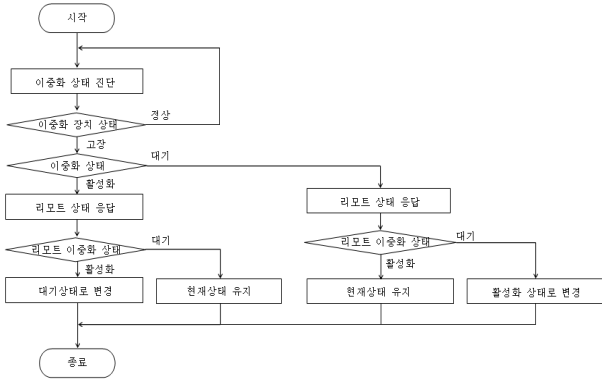 시작
이중화 상태 진단
이중화 장치 상태
경상
고장
이중화 상태
대기
활성화
리모트 상태 응답
리모트 상태 응답
리모트 이중화 상태
대기
리모트 이중화 상태
대기
활성화
활성화
대기상태로 변경
현재상태 유지
현재상태 유지
활성화 상태로 변경
종료